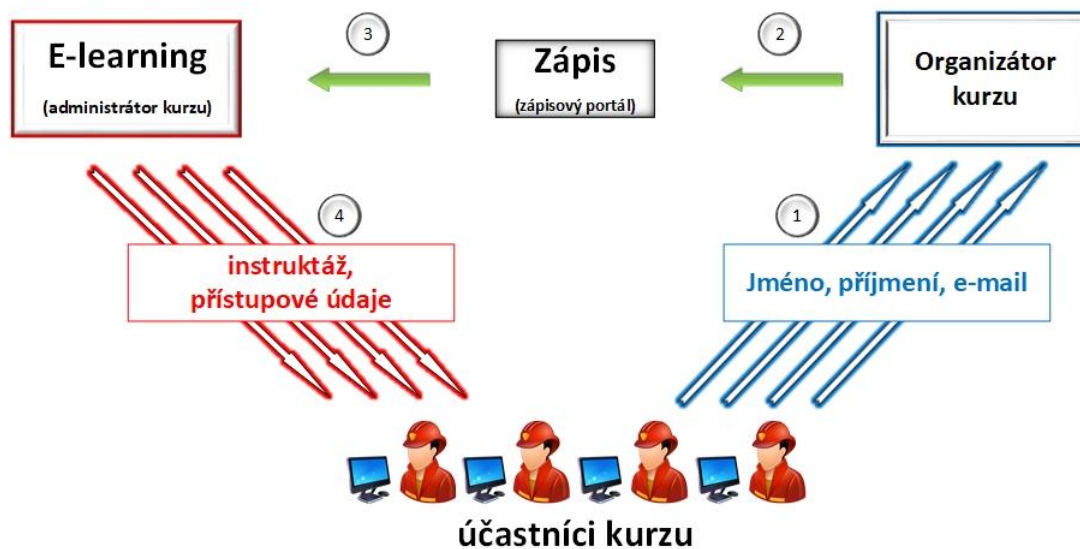 3
2
E-learning
(administrátor kurzu)
Zápis
(zápisový portál)
Organizátor
kurzu
4
1
instruktáž,
přístupové údaje
Jméno, příjmení, e-mail
účastníci kurzu